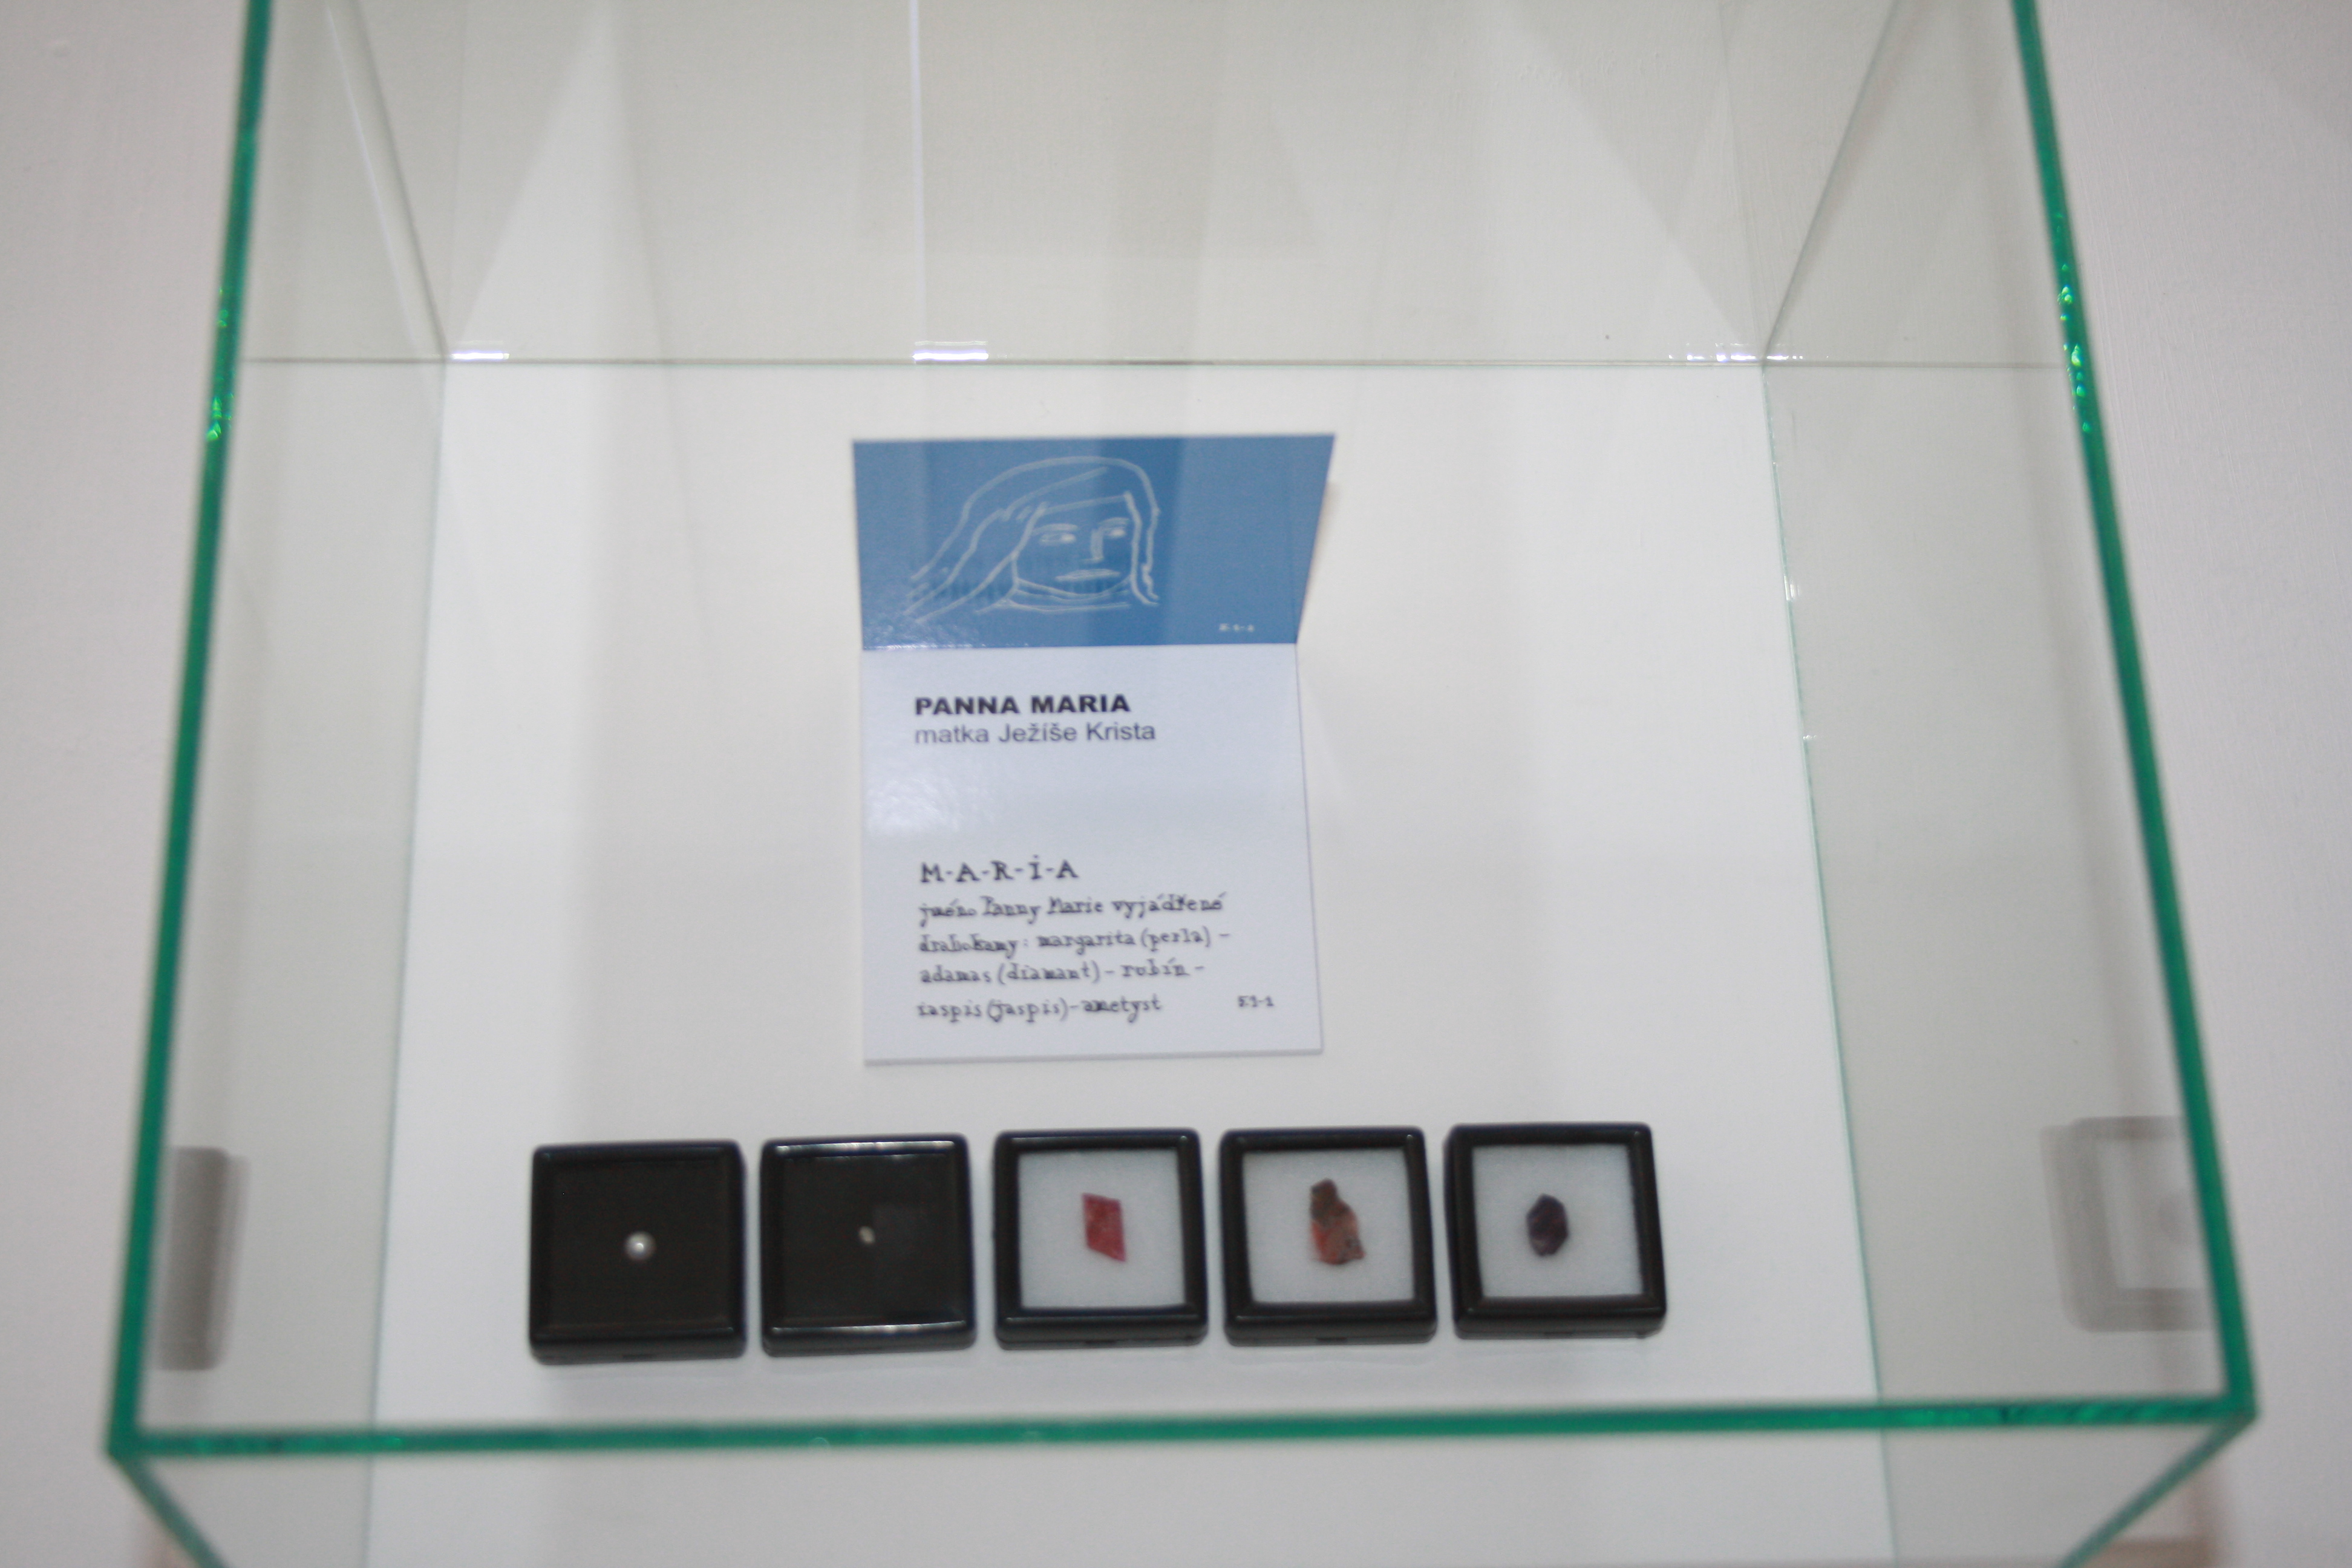 PANNA MARIA
matka Ježíše Krista
M-A-R-i-A
jméno Panny Marie vyjádřené
drahokamy: margarita (perla) -
adamas (diamant) - rubín -
iaspis (jaspis) - ametyst